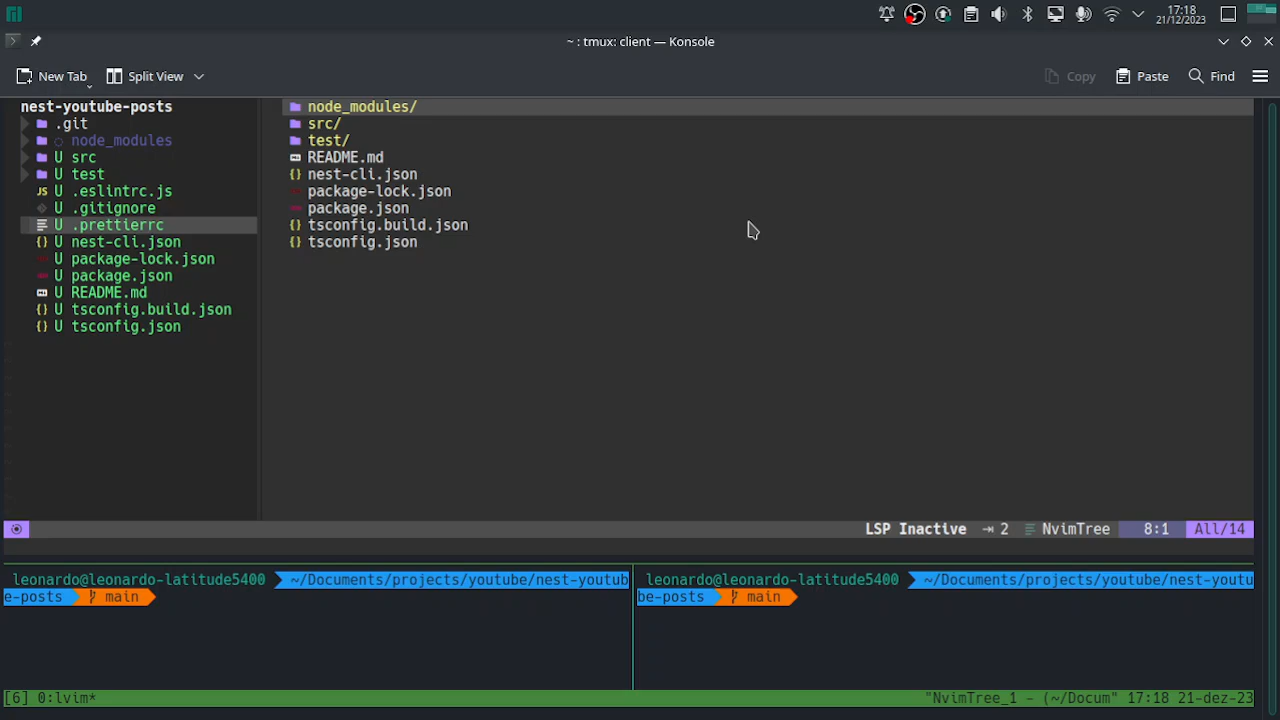 17:18
21/12/2023
~ : tmux: client — Konsole
New Tab
Split View
Copy
Paste
Find
nest-youtube-posts
.git
node_modules
U src
U test
JS U .eslintrc.js
U .gitignore
U .prettierrc
{} U nest-cli.json
U package-lock.json
U package.json
U README.md
{} U tsconfig.build.json
{} U tsconfig.json
node_modules/
src/
test/
README.md
{} nest-cli.json
package-lock.json
package.json
{} tsconfig.build.json
{} tsconfig.json
LSP Inactive 2 NvimTree 8:1 All/14
leonardo@leonardo-latitude5400 ~/Documents/projects/youtube/nest-youtub
e-posts main
leonardo@leonardo-latitude5400 ~/Documents/projects/youtube/nest-youtu
be-posts main
[6] 0:lvim*
"NvimTree_1 - (~/Docum" 17:18 21-dez-23